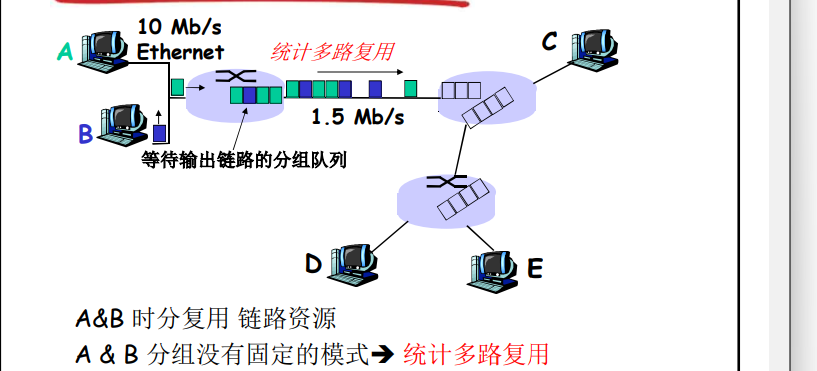 A
10 Mb/s
Ethernet
统计多路复用
C
B
1.5 Mb/s
等待输出链路的分组队列
D
E
A&B 时分复用 链路资源
A & B 分组没有固定的模式➔ 统计多路复用